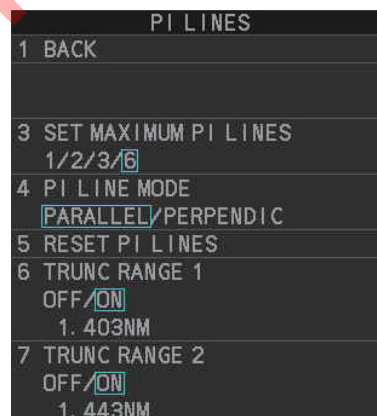 PI LINES
1 BACK
3 SET MAXIMUM PI LINES
1/2/3/6
4 PI LINE MODE
PARALLEL/PERPENDIC
5 RESET PI LINES
6 TRUNC RANGE 1
OFF/ON
1.403NM
7 TRUNC RANGE 2
OFF/ON
1.443NM